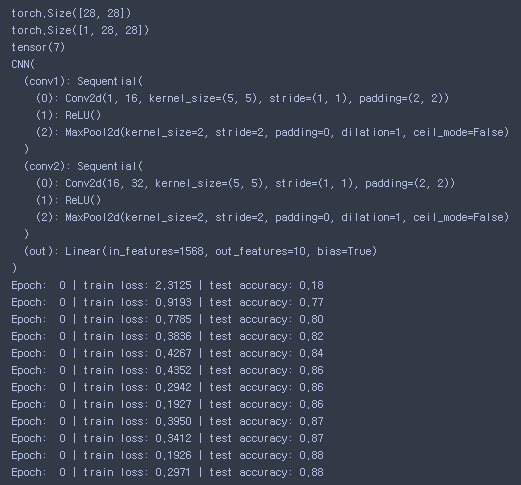 torch.Size([28, 28])
torch.Size([1, 28, 28])
tensor(7)
CNN(
  (conv1): Sequential(
    (0): Conv2d(1, 16, kernel_size=(5, 5), stride=(1, 1), padding=(2, 2))
    (1): ReLU()
    (2): MaxPool2d(kernel_size=2, stride=2, padding=0, dilation=1, ceil_mode=False)
  )
  (conv2): Sequential(
    (0): Conv2d(16, 32, kernel_size=(5, 5), stride=(1, 1), padding=(2, 2))
    (1): ReLU()
    (2): MaxPool2d(kernel_size=2, stride=2, padding=0, dilation=1, ceil_mode=False)
  )
  (out): Linear(in_features=1568, out_features=10, bias=True)
)
Epoch:  0 | train loss: 2.3125 | test accuracy: 0.18
Epoch:  0 | train loss: 0.9193 | test accuracy: 0.77
Epoch:  0 | train loss: 0.7785 | test accuracy: 0.80
Epoch:  0 | train loss: 0.3836 | test accuracy: 0.82
Epoch:  0 | train loss: 0.4267 | test accuracy: 0.84
Epoch:  0 | train loss: 0.4352 | test accuracy: 0.86
Epoch:  0 | train loss: 0.2942 | test accuracy: 0.86
Epoch:  0 | train loss: 0.1927 | test accuracy: 0.86
Epoch:  0 | train loss: 0.3950 | test accuracy: 0.87
Epoch:  0 | train loss: 0.3412 | test accuracy: 0.87
Epoch:  0 | train loss: 0.1926 | test accuracy: 0.88
Epoch:  0 | train loss: 0.2971 | test accuracy: 0.88